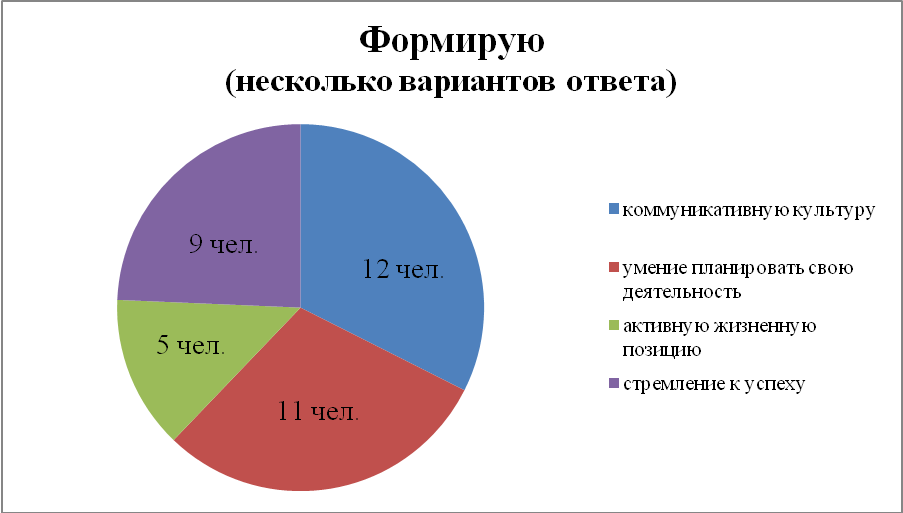 Формирую
(несколько вариантов ответа)
9 чел.
12 чел.
5 чел.
11 чел.
коммуникативную культуру
умение планировать свою
деятельность
активную жизненную
позицию
стремление к успеху